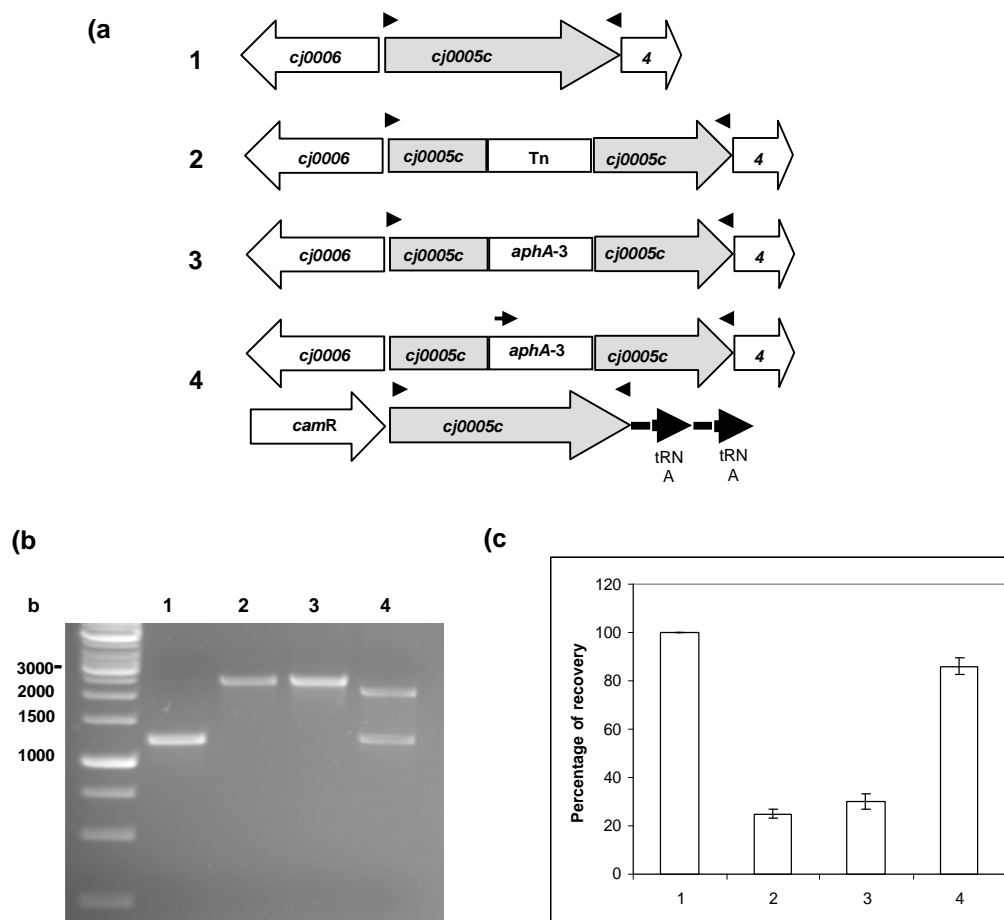 (a
1
cj0006
cj0005c
4
2
cj0006
cj0005c
Tn
cj0005c
4
3
cj0006
cj0005c
aphA-3
cj0005c
4
4
cj0006
cj0005c
aphA-3
cj0005c
4
camR
cj0005c
tRN
A
tRN
A
(b
b
1 2 3 4
3000
2000
1500
1000
(c
Percentage of recovery
120
100
80
60
40
20
0
1 2 3 4